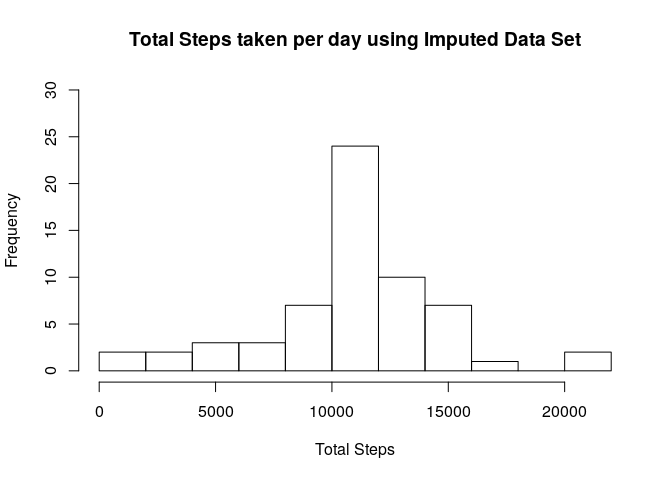 Total Steps taken per day using Imputed Data Set
30
25
20
15
10
5
0
Frequency
0 5000 10000 15000 20000
Total Steps